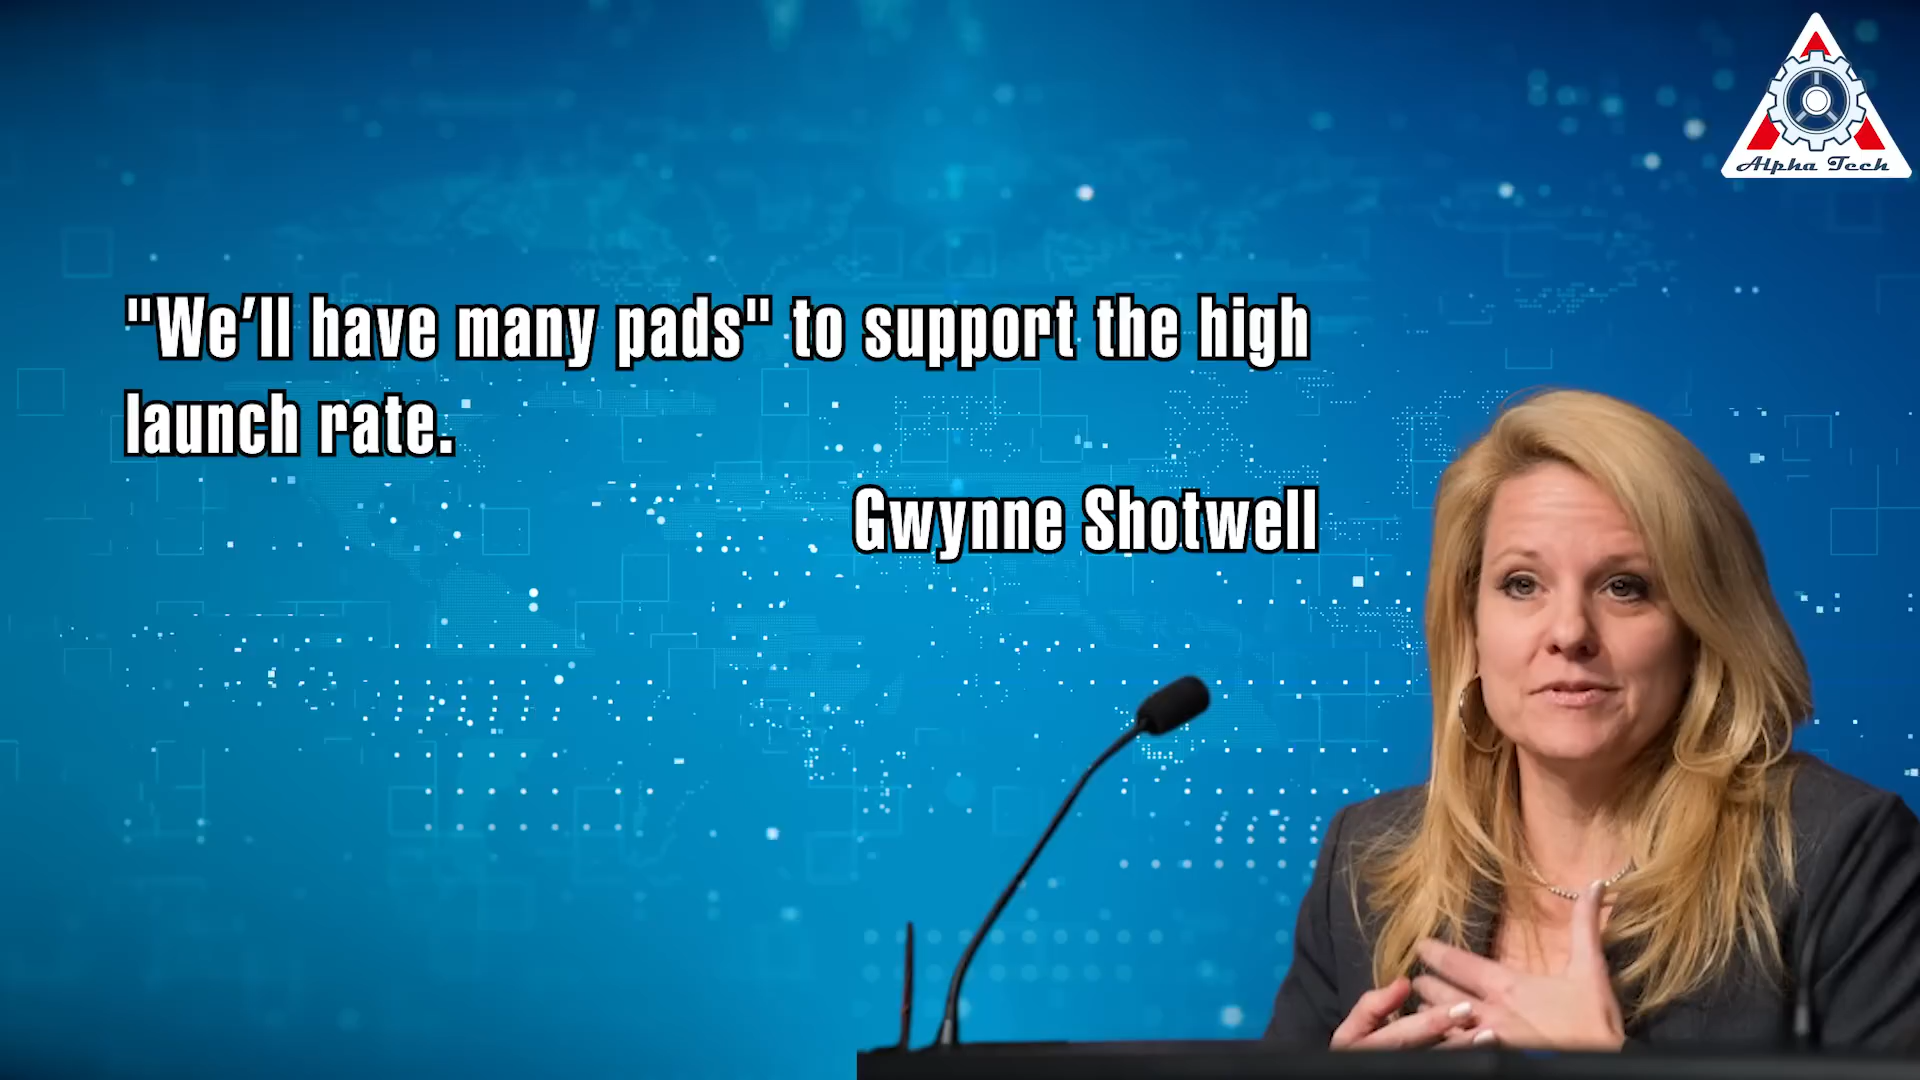 Alpha Tech
"We’ll have many pads" to support the high
launch rate.
Gwynne Shotwell